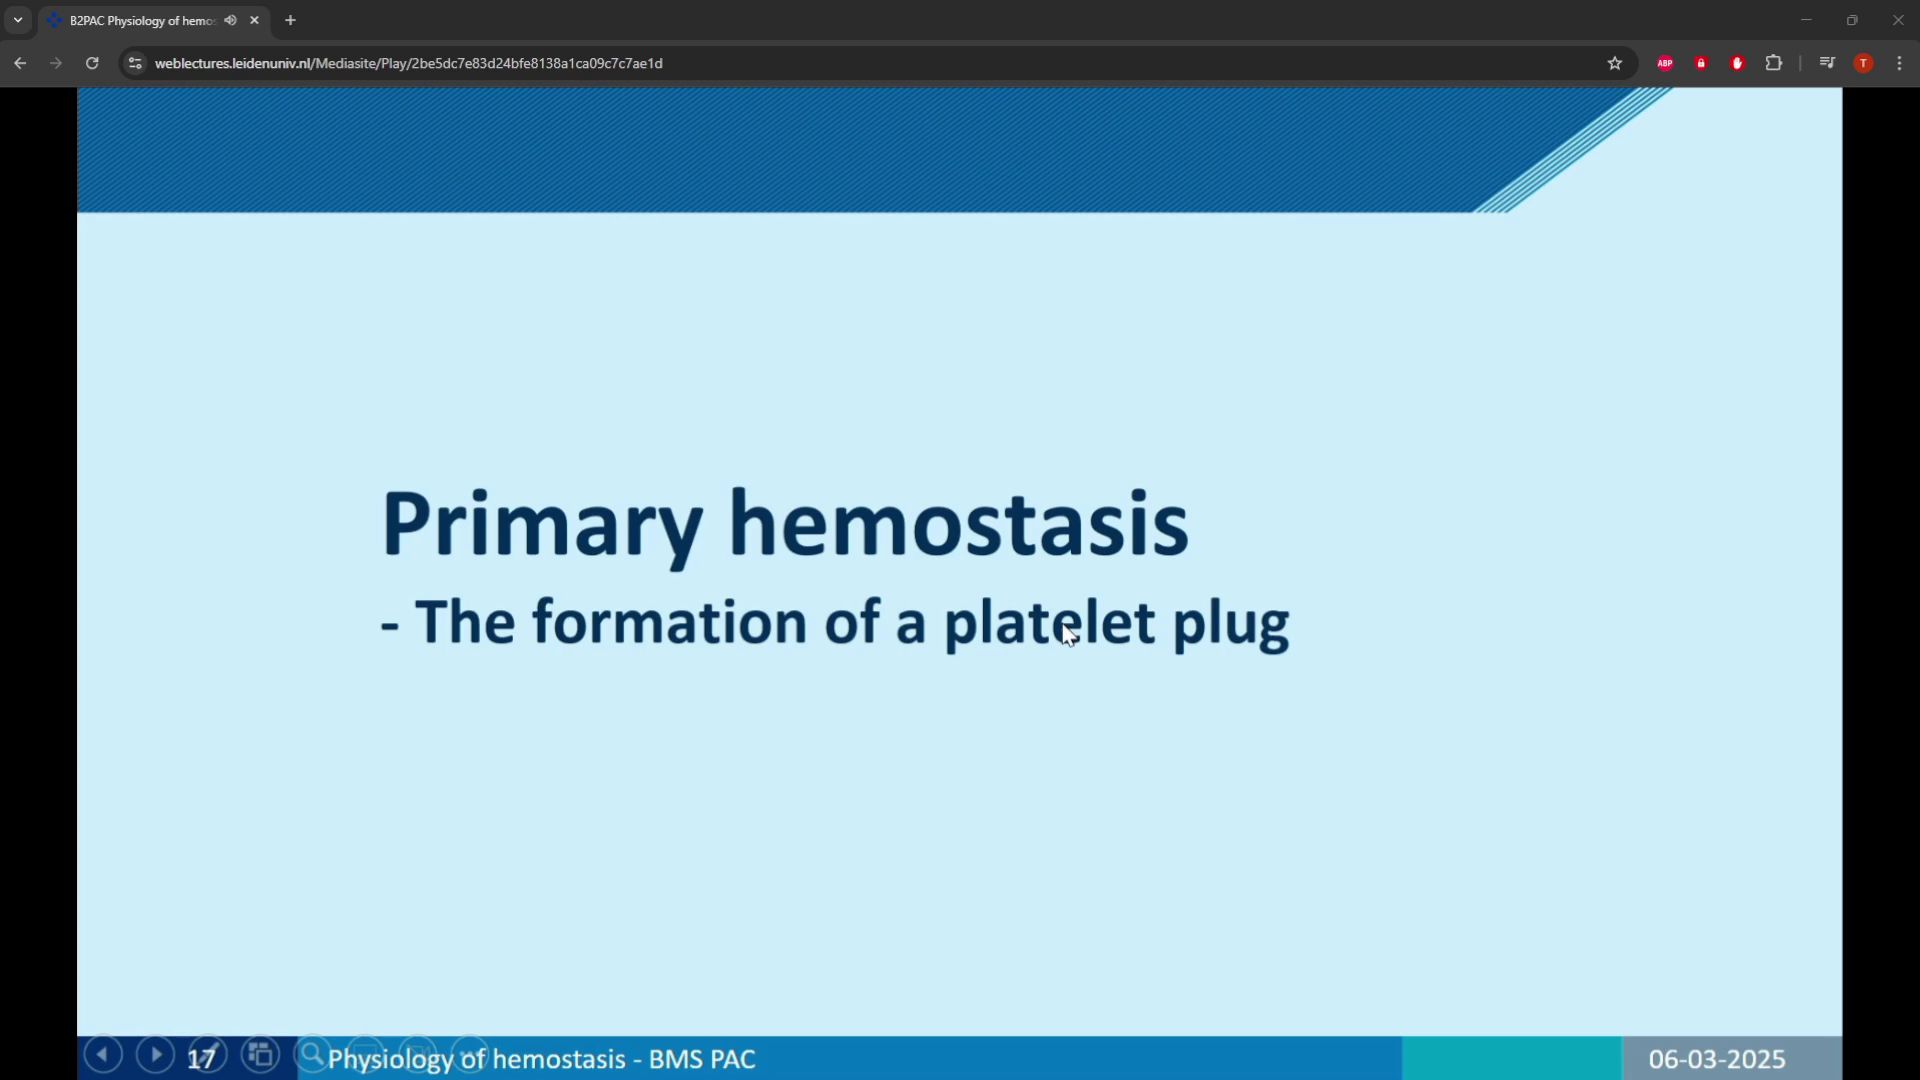 B2PAC Physiology of hemos
weblectures.leidenuniv.nl/Mediasite/Play/2be5dc7e83d24bfe8138a1ca09c7c7ae1d
ABP
T
Primary hemostasis
- The formation of a platelet plug
17
Physiology of hemostasis - BMS PAC
06-03-2025